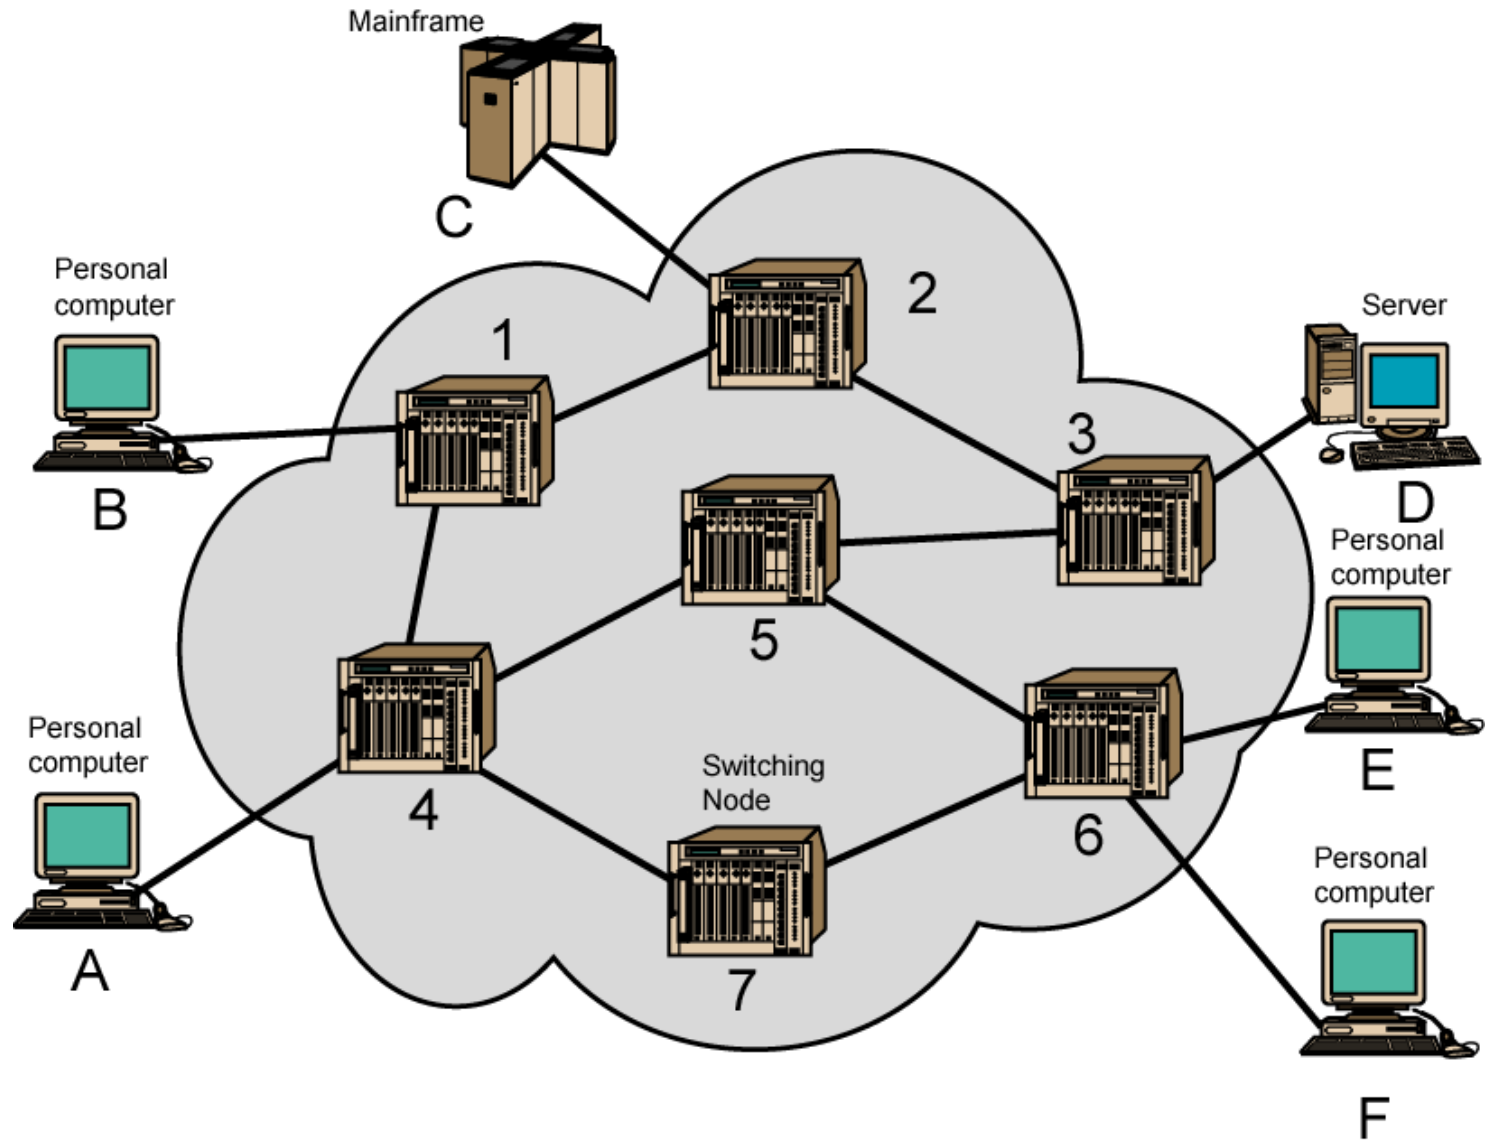 Mainframe
C
Personal
computer
B
1
2
Server
D
3
Personal
computer
E
5
Personal
computer
A
4
Switching
Node
7
6
Personal
computer
F